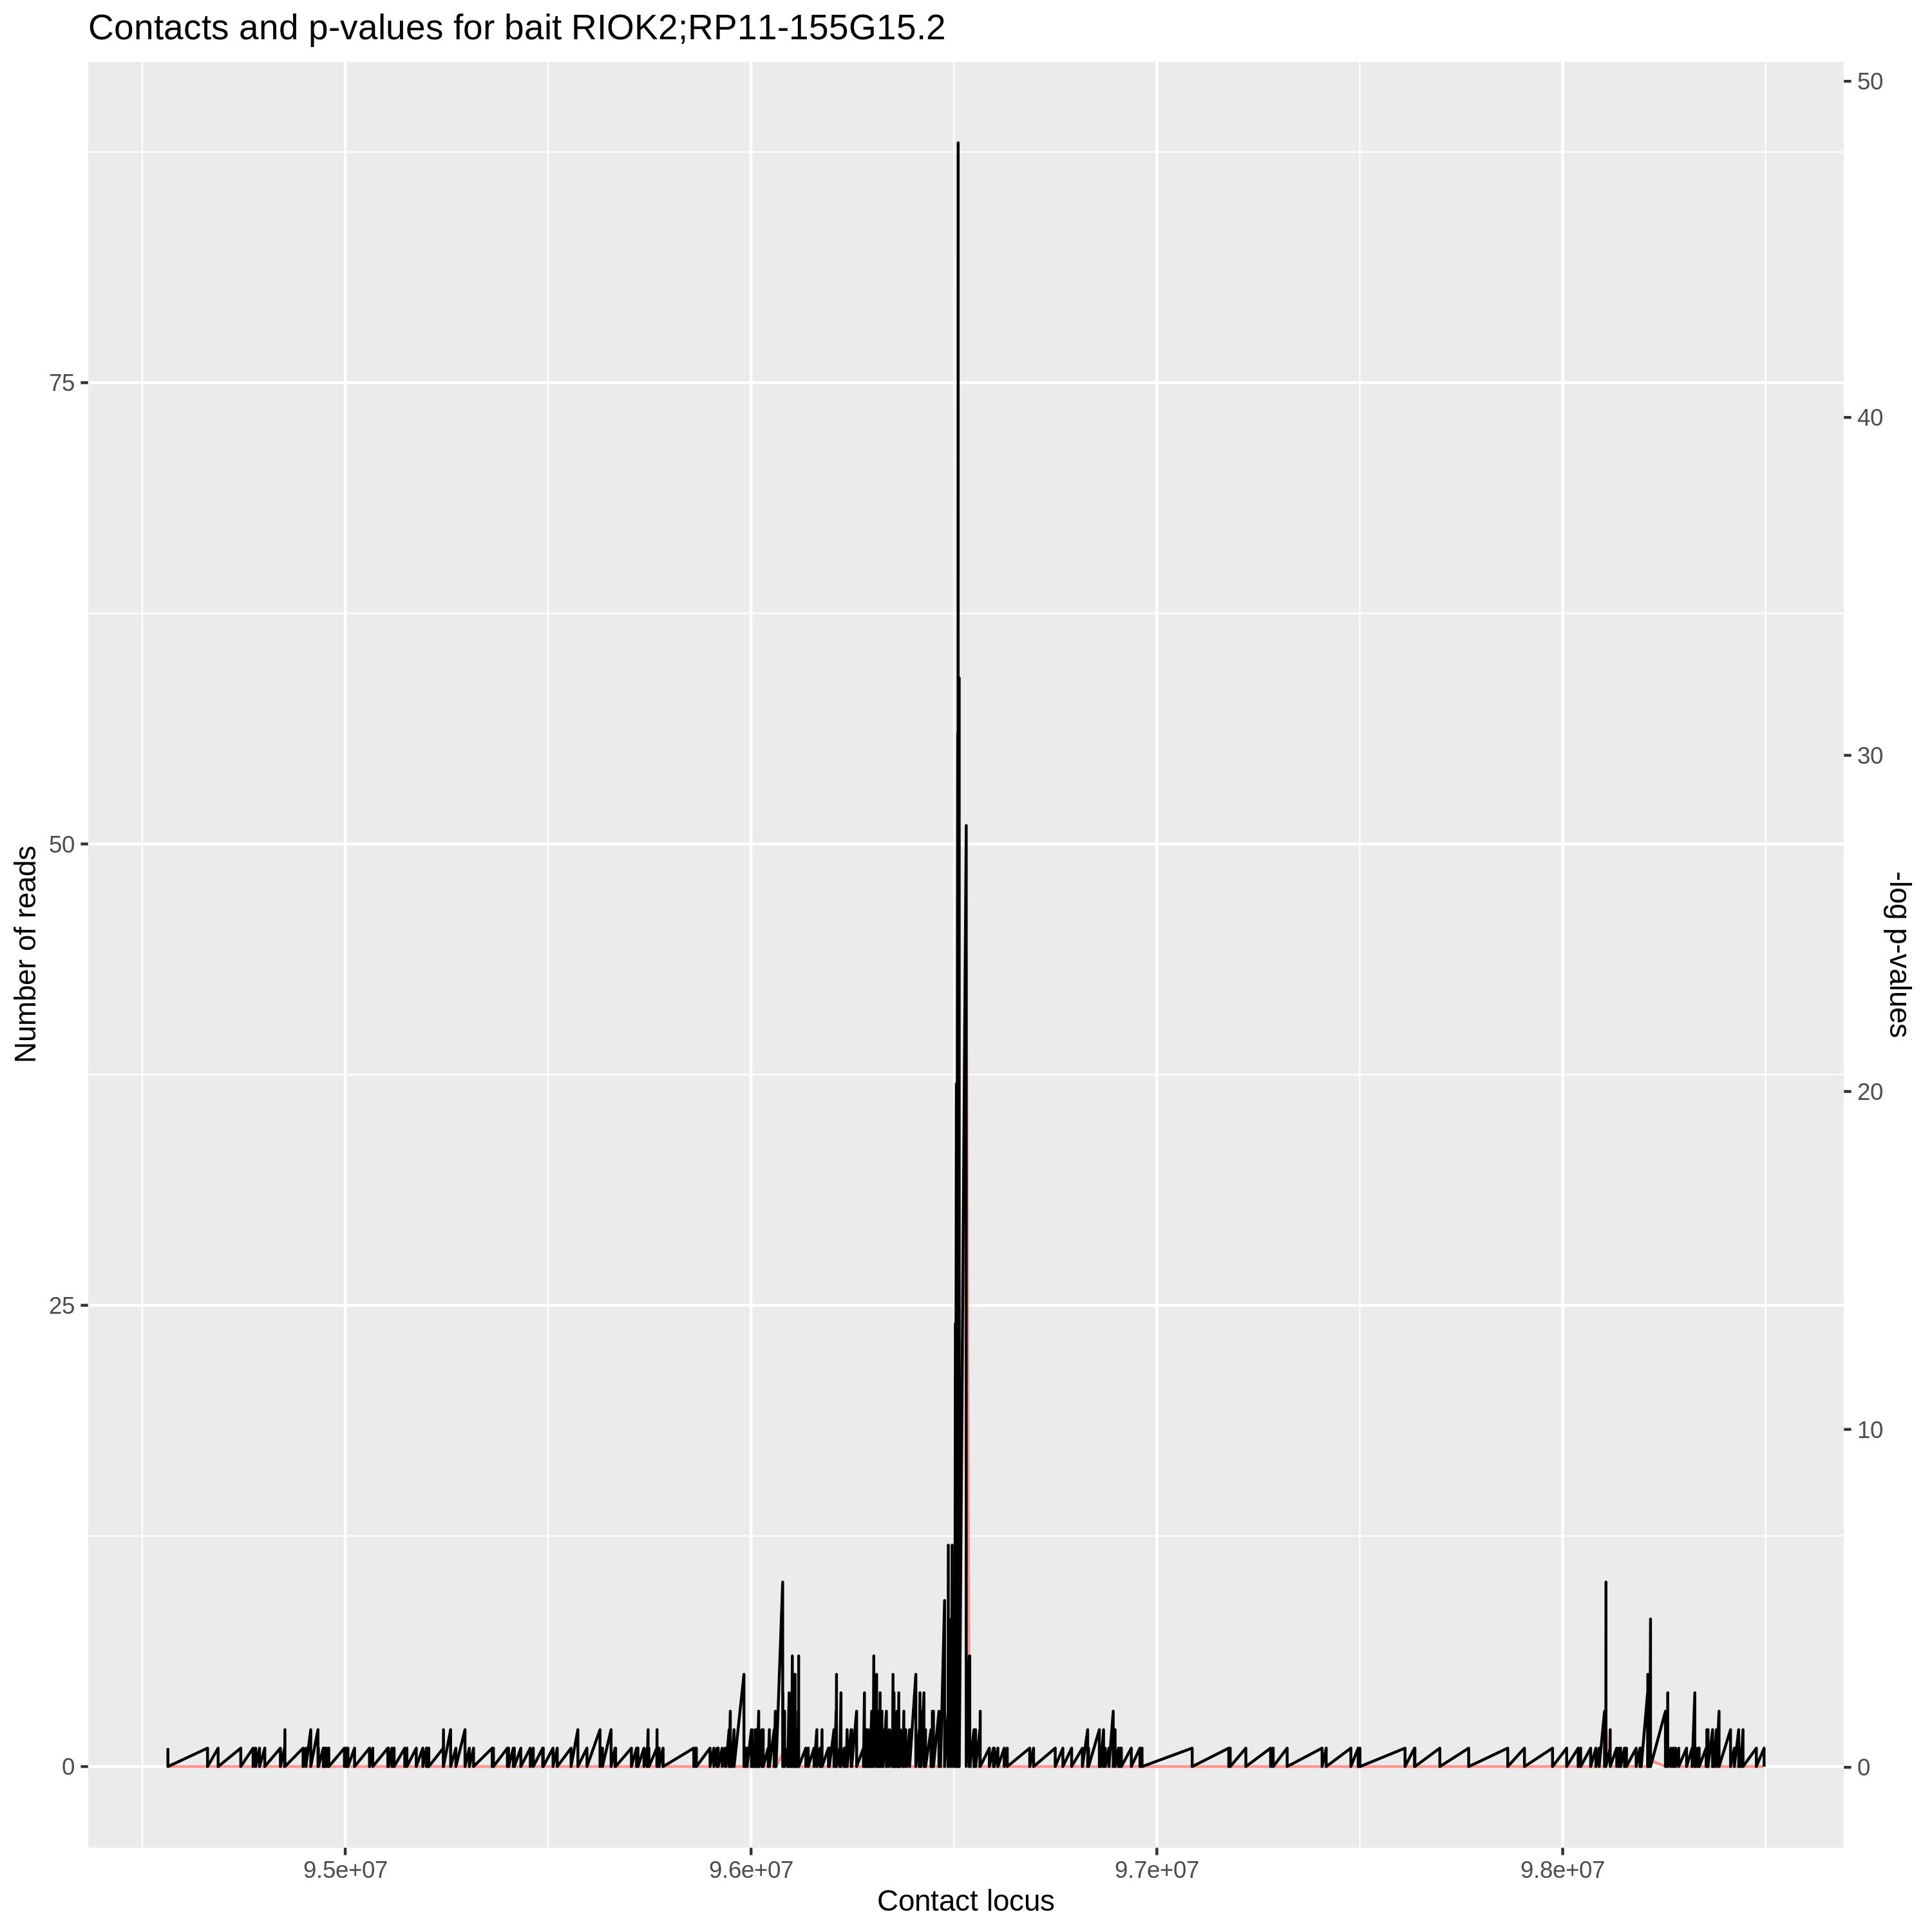 Contacts and p-values for bait RIOK2;RP11-155G15.2
50
75
40
30
50
Number of reads
-log p-values
20
25
10
0
0
9.5e+07
9.6e+07
9.7e+07
9.8e+07
Contact locus